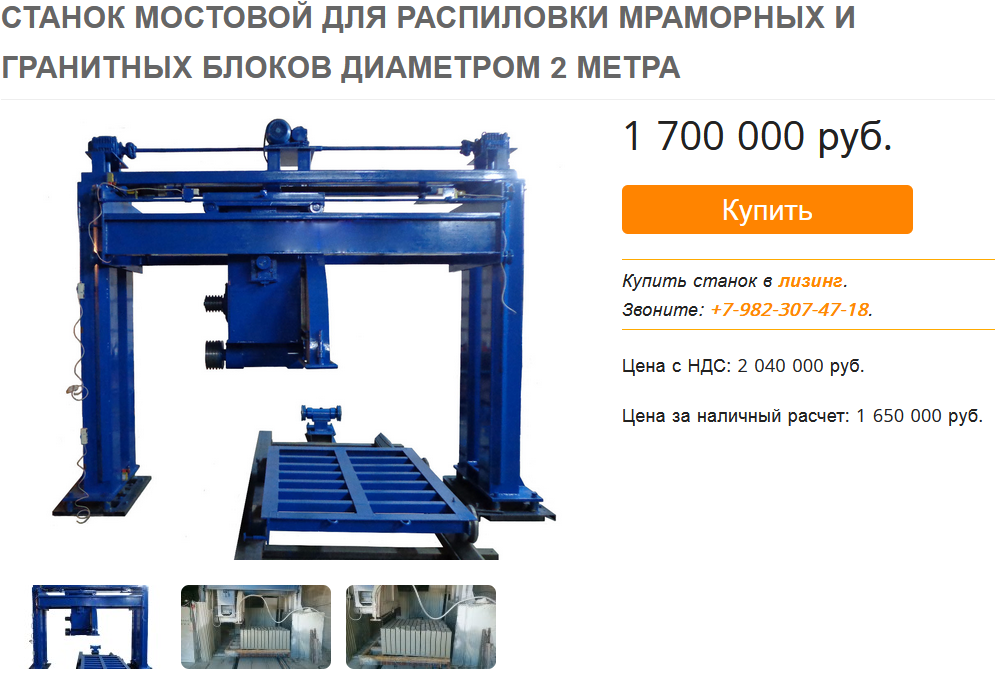 СТАНОК МОСТОВОЙ ДЛЯ РАСПИЛОВКИ МРАМОРНЫХ И
ГРАНИТНЫХ БЛОКОВ ДИАМЕТРОМ 2 МЕТРА
1 700 000 руб.
Купить
Купить станок в лизинг.
Звоните: +7-982-307-47-18.
Цена с НДС: 2 040 000 руб.
Цена за наличный расчет: 1 650 000 руб.